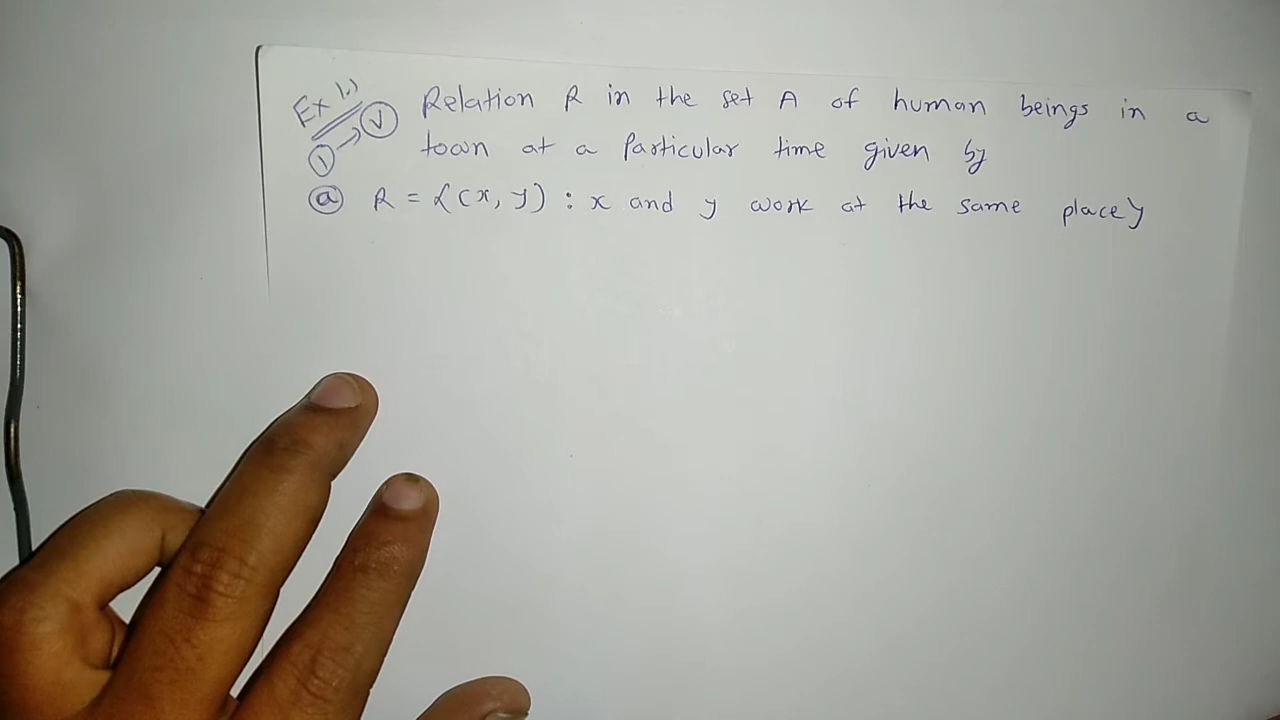 Ex 1.1
① → Ⓥ Relation R in the set A of human beings in a
town at a Particular time given by
ⓐ R = {(x, y) : x and y work at the same place}